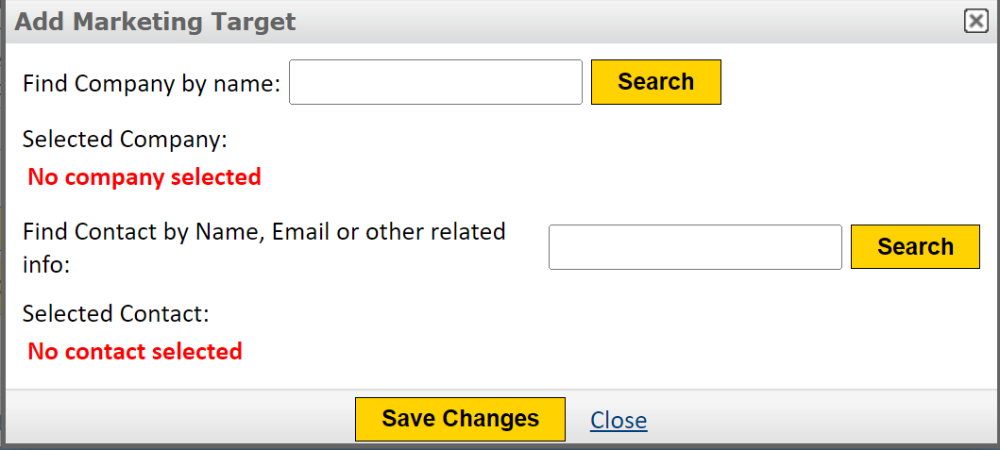 Add Marketing Target
Find Company by name: Search
Selected Company:
No company selected
Find Contact by Name, Email or other related
info:
Search
Selected Contact:
No contact selected
Save Changes Close